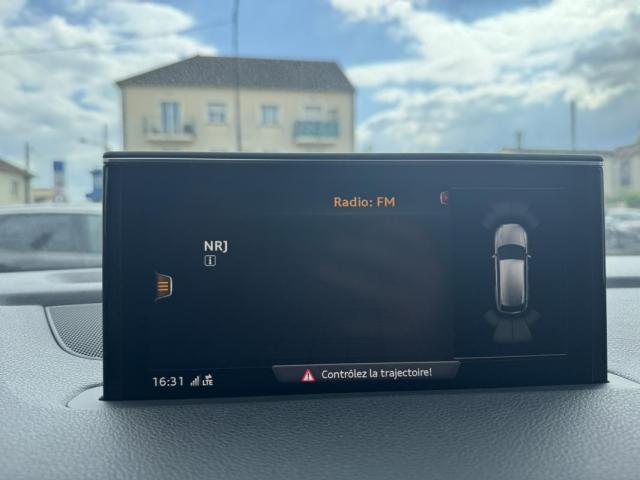 Radio: FM
NRJ
16:31 LTE
Contrôlez la trajectoire!